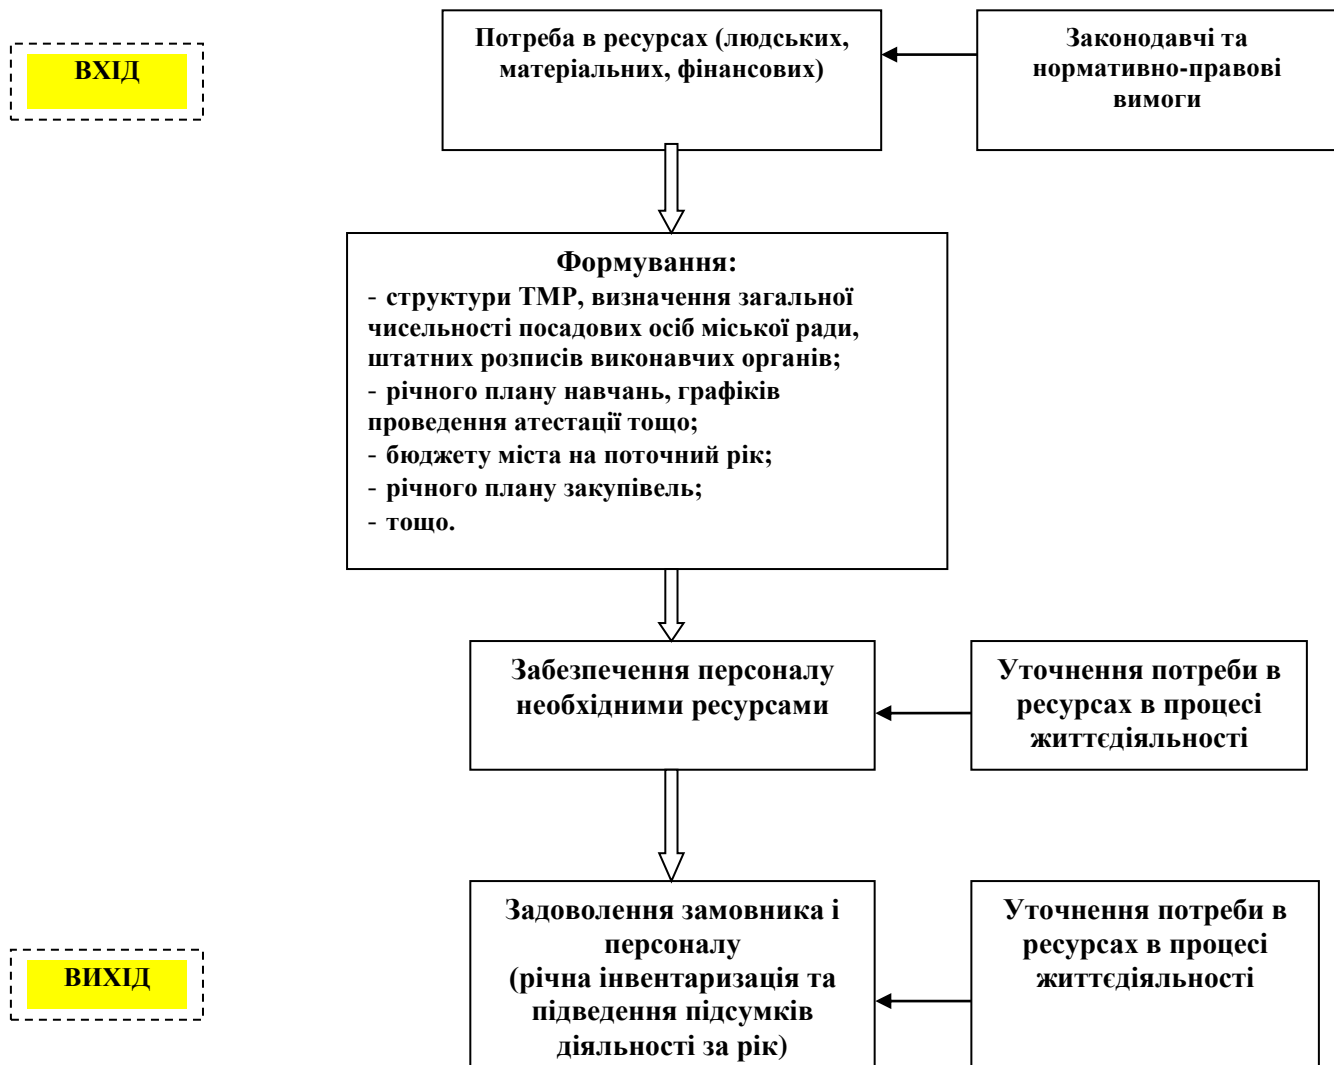 ВХІД
Потреба в ресурсах (людських,
матеріальних, фінансових)
Законодавчі та
нормативно-правові
вимоги
Формування:
- структури ТМР, визначення загальної
чисельності посадових осіб міської ради,
штатних розписів виконавчих органів;
- річного плану навчань, графіків
проведення атестації тощо;
- бюджету міста на поточний рік;
- річного плану закупівель;
- тощо.
Забезпечення персоналу
необхідними ресурсами
Уточнення потреби в
ресурсах в процесі
життєдіяльності
ВИХІД
Задоволення замовника і
персоналу
(річна інвентаризація та
підведення підсумків
діяльності за рік)
Уточнення потреби в
ресурсах в процесі
життєдіяльності